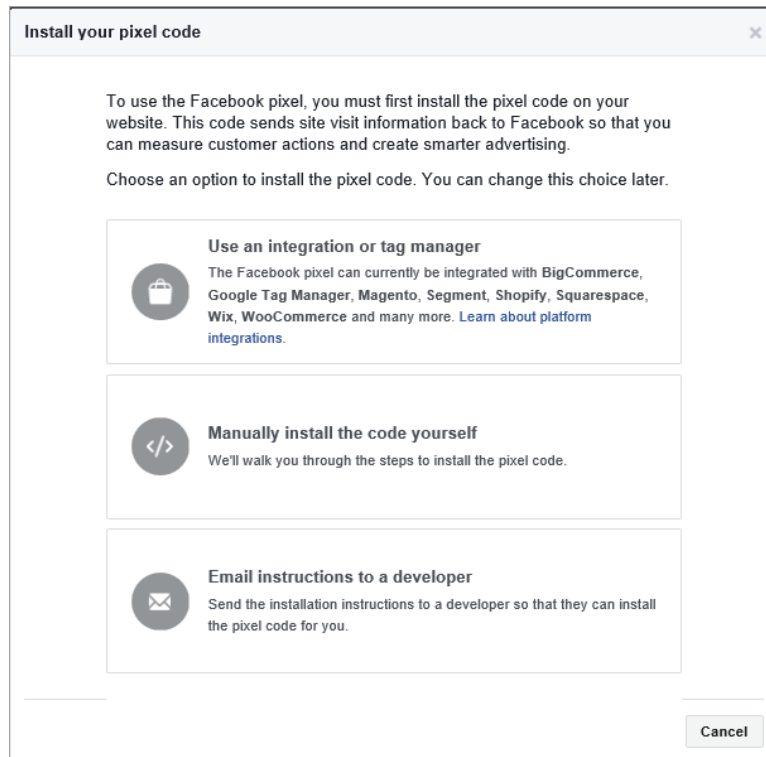 Install your pixel code
×
To use the Facebook pixel, you must first install the pixel code on your
website. This code sends site visit information back to Facebook so that you
can measure customer actions and create smarter advertising.
Choose an option to install the pixel code. You can change this choice later.
Use an integration or tag manager
The Facebook pixel can currently be integrated with BigCommerce,
Google Tag Manager, Magento, Segment, Shopify, Squarespace,
Wix, WooCommerce and many more. Learn about platform
integrations.
</>
Manually install the code yourself
We'll walk you through the steps to install the pixel code.
Email instructions to a developer
Send the installation instructions to a developer so that they can install
the pixel code for you.
Cancel